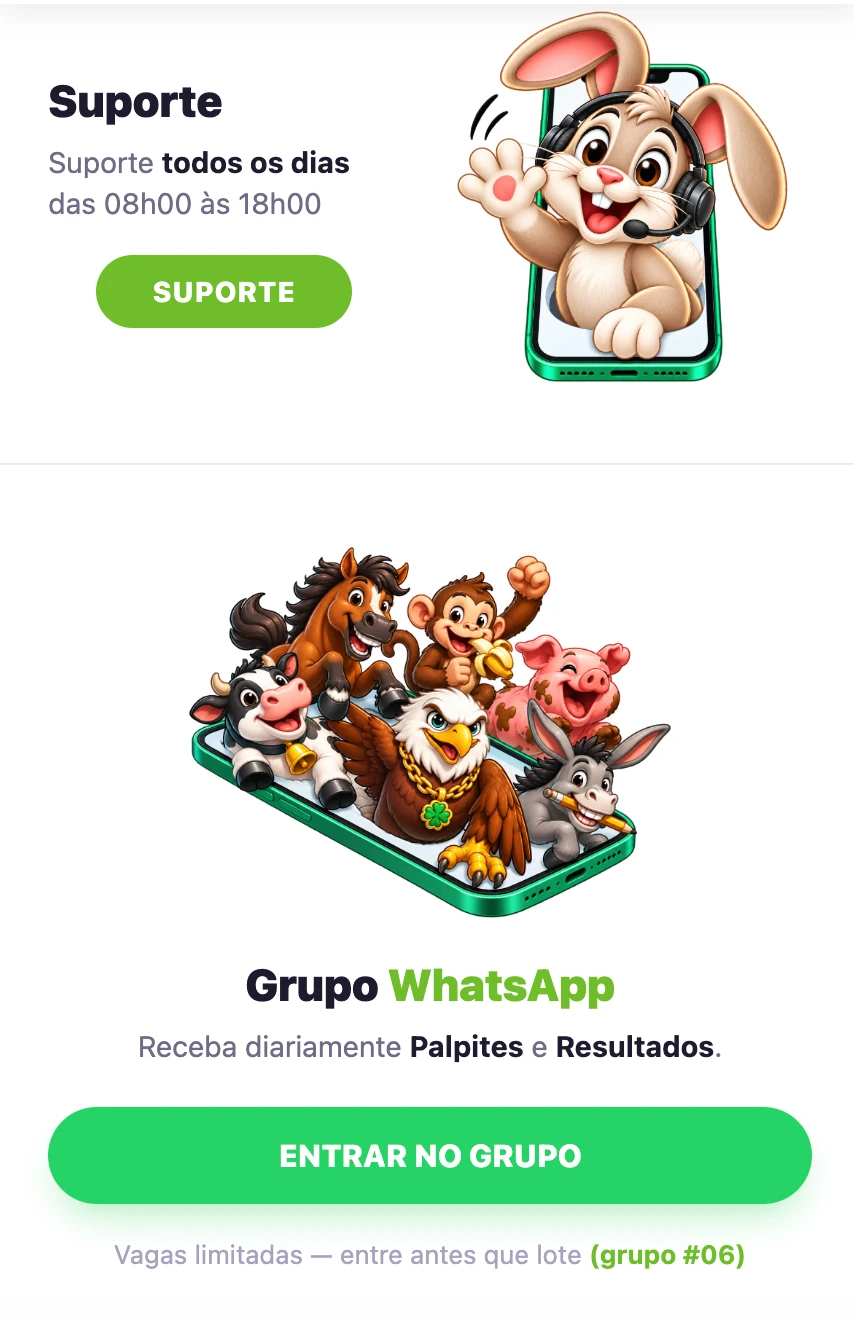 Suporte
Suporte todos os dias
das 08h00 às 18h00
SUPORTE
Grupo WhatsApp
Receba diariamente Palpites e Resultados.
ENTRAR NO GRUPO
Vagas limitadas — entre antes que lote (grupo #06)